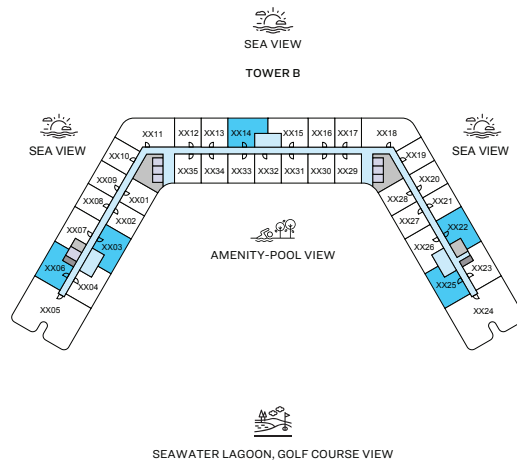 SEA VIEW
TOWER B
SEA VIEW
SEA VIEW
XX11
XX12
XX13
XX14
XX15
XX16
XX17
XX18
XX10
XX35
XX34
XX33
XX32
XX31
XX30
XX29
XX19
XX09
XX01
XX28
XX20
XX08
XX02
XX27
XX21
XX07
XX03
XX26
XX22
XX06
XX04
XX25
XX23
XX05
XX24
AMENITY-POOL VIEW
SEAWATER LAGOON, GOLF COURSE VIEW